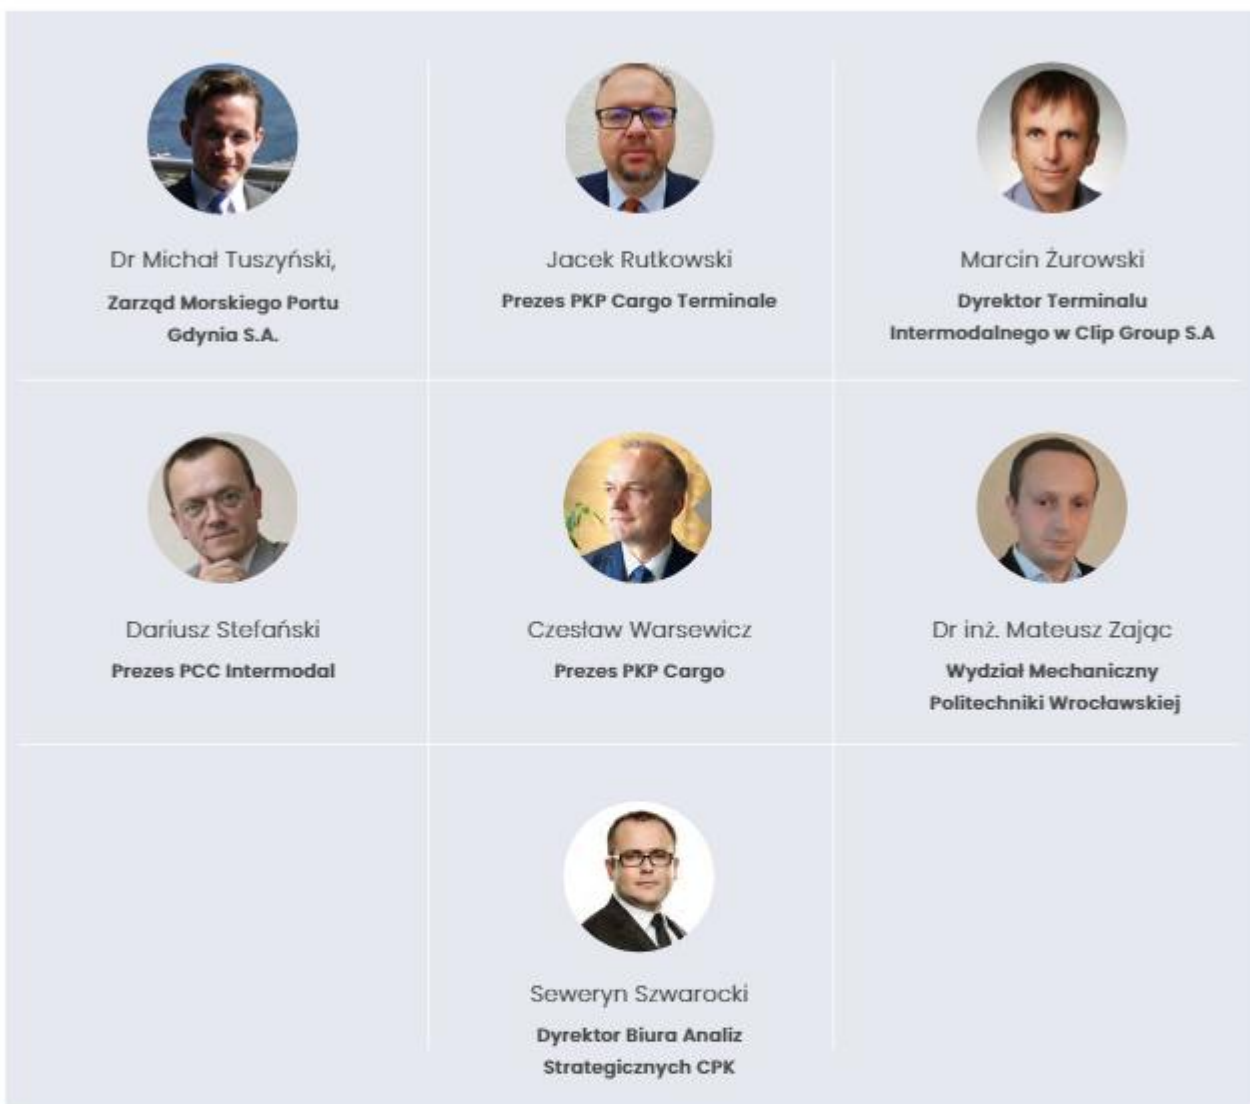 Dr Michał Tuszyński,
Zarząd Morskiego Portu
Gdynia S.A.
Jacek Rutkowski
Prezes PKP Cargo Terminale
Marcin Żurowski
Dyrektor Terminalu
Intermodalnego w Clip Group S.A
Dariusz Stefański
Prezes PCC Intermodal
Czesław Warsewicz
Prezes PKP Cargo
Dr inż. Mateusz Zając
Wydział Mechaniczny
Politechniki Wrocławskiej
Seweryn Szwarocki
Dyrektor Biura Analiz
Strategicznych CPK